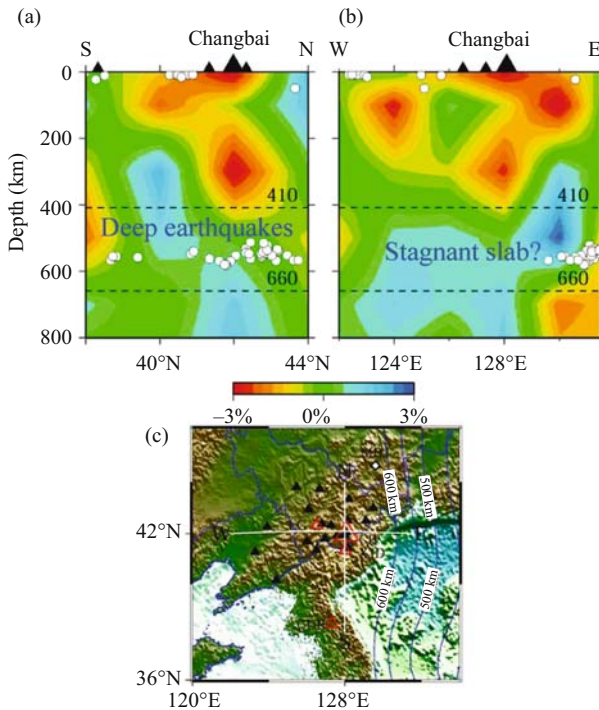 (a)
(b)
S Changbai N
W Changbai E
0
200
400
600
800
Depth (km)
410
Deep earthquakes
660
410
Stagnant slab?
660
40°N 44°N
124°E 128°E
–3% 0% 3%
(c)
600 km
500 km
42°N
600 km
500 km
36°N
120°E 128°E